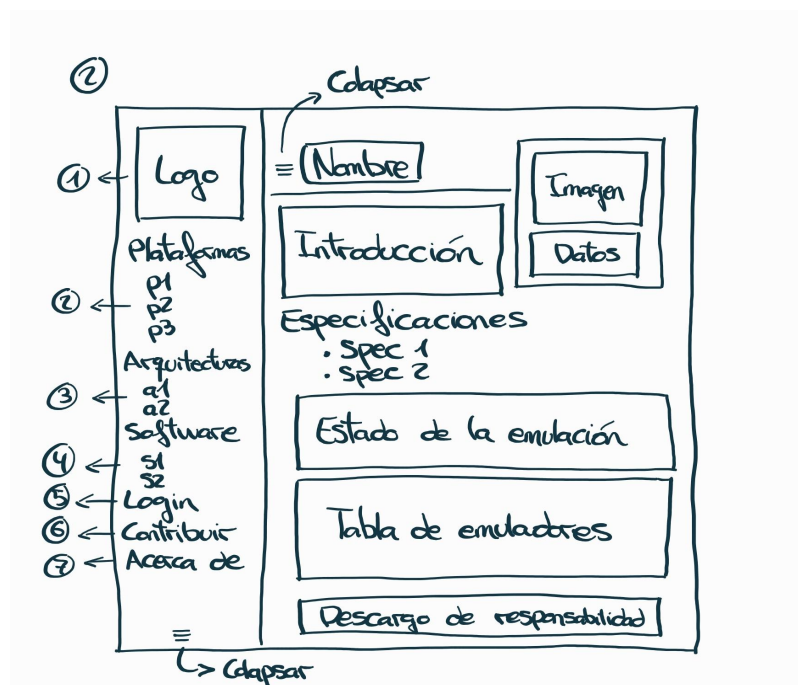 2
Colapsar
1
Logo
Plataformas
p1
2
p2
p3
Arquitecturas
3
a1
a2
Software
4
s1
s2
5
Login
6
Contribuir
7
Acerca de
Colapsar
Nombre
Imagen
Datos
Introducción
Especificaciones
· Spec 1
· Spec 2
Estado de la emulación
Tabla de emuladores
Descargo de responsabilidad